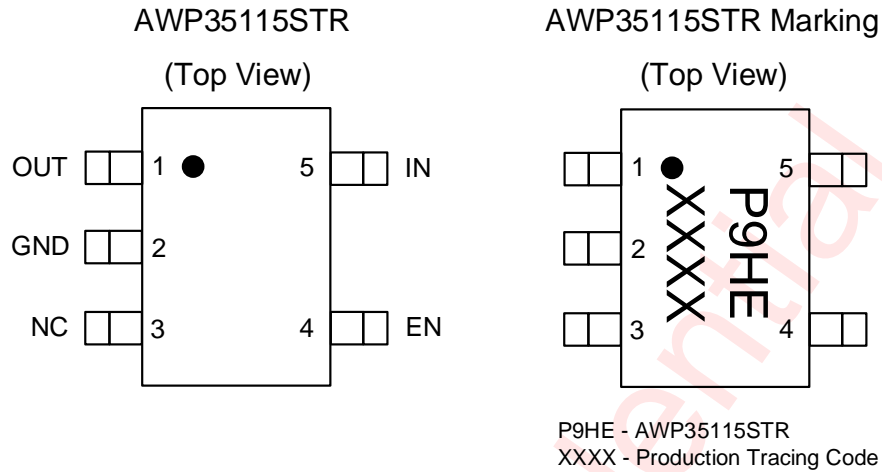 AWP35115STR
(Top View)
OUT 1 5 IN
GND 2
NC 3 4 EN
AWP35115STR Marking
(Top View)
1 5
2
3 4
P9HE
XXXX
P9HE - AWP35115STR
XXXX - Production Tracing Code